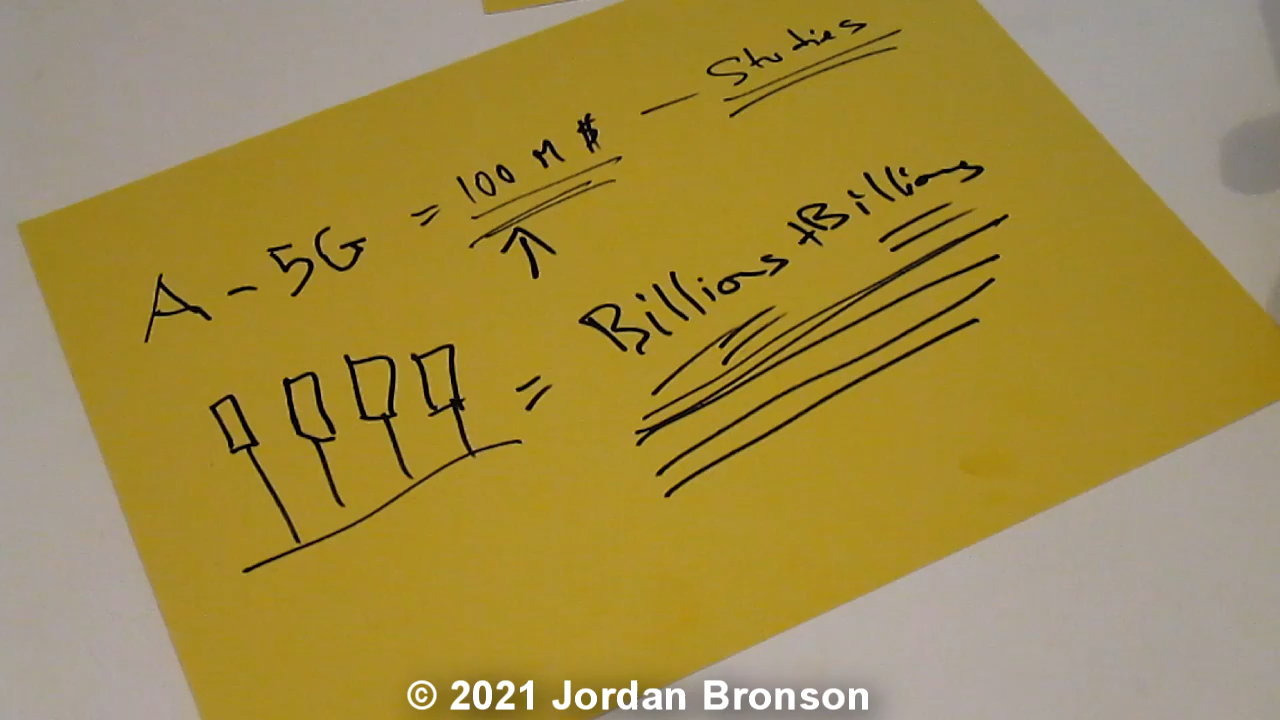 A - 5G = 100 M $ — Studies
= Billions + Billions
© 2021 Jordan Bronson